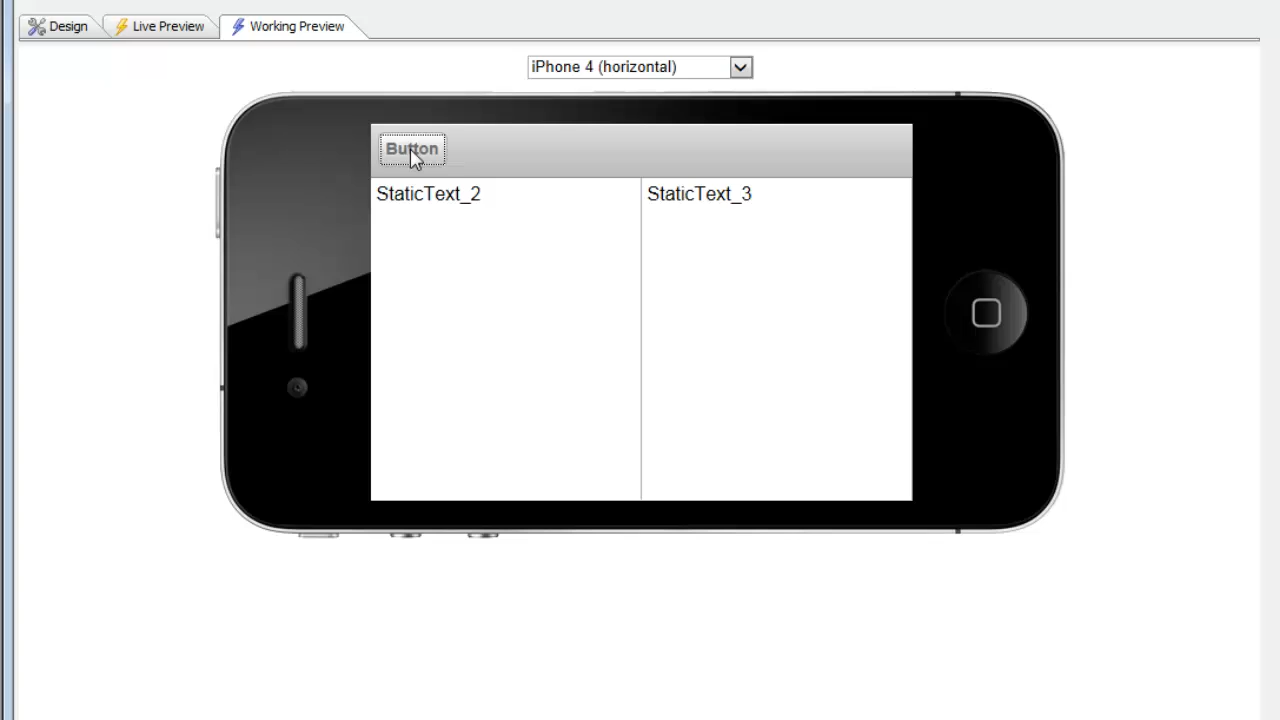 Design
Live Preview
Working Preview
iPhone 4 (horizontal)
Button
StaticText_2
StaticText_3